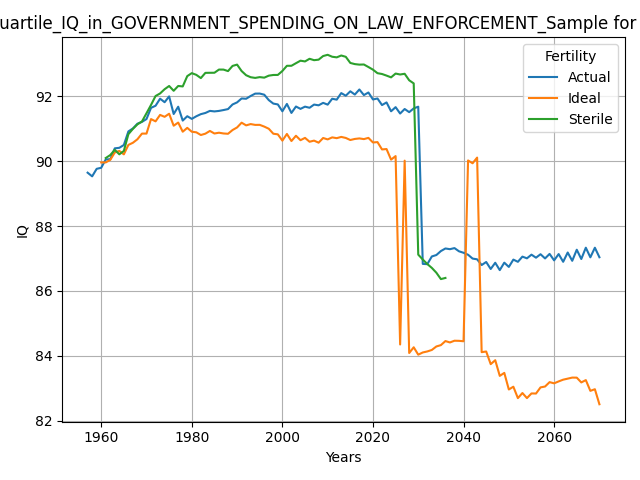 uartile_IQ_in_GOVERNMENT_SPENDING_ON_LAW_ENFORCEMENT_Sample for
Fertility
Actual
Ideal
Sterile
IQ
92
90
88
86
84
82
1960
1980
2000
2020
2040
2060
Years